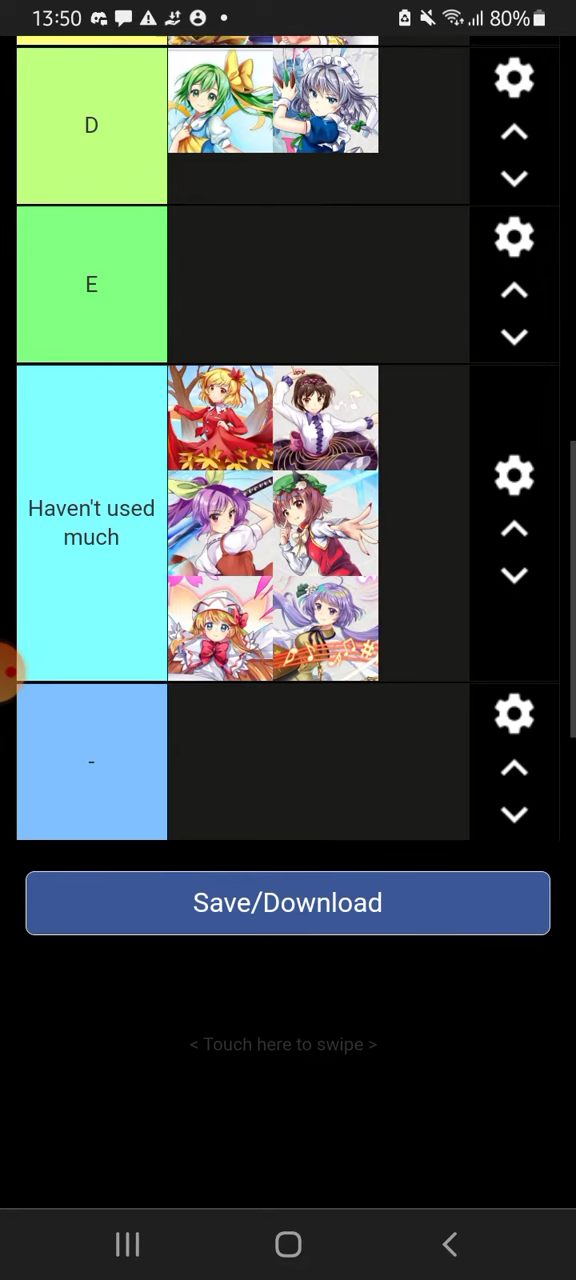 13:50
80%
D
E
Haven't used
much
-
Save/Download
< Touch here to swipe >